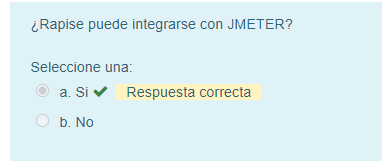 ¿Rapise puede integrarse con JMETER?
Seleccione una:
a. Si Respuesta correcta
b. No